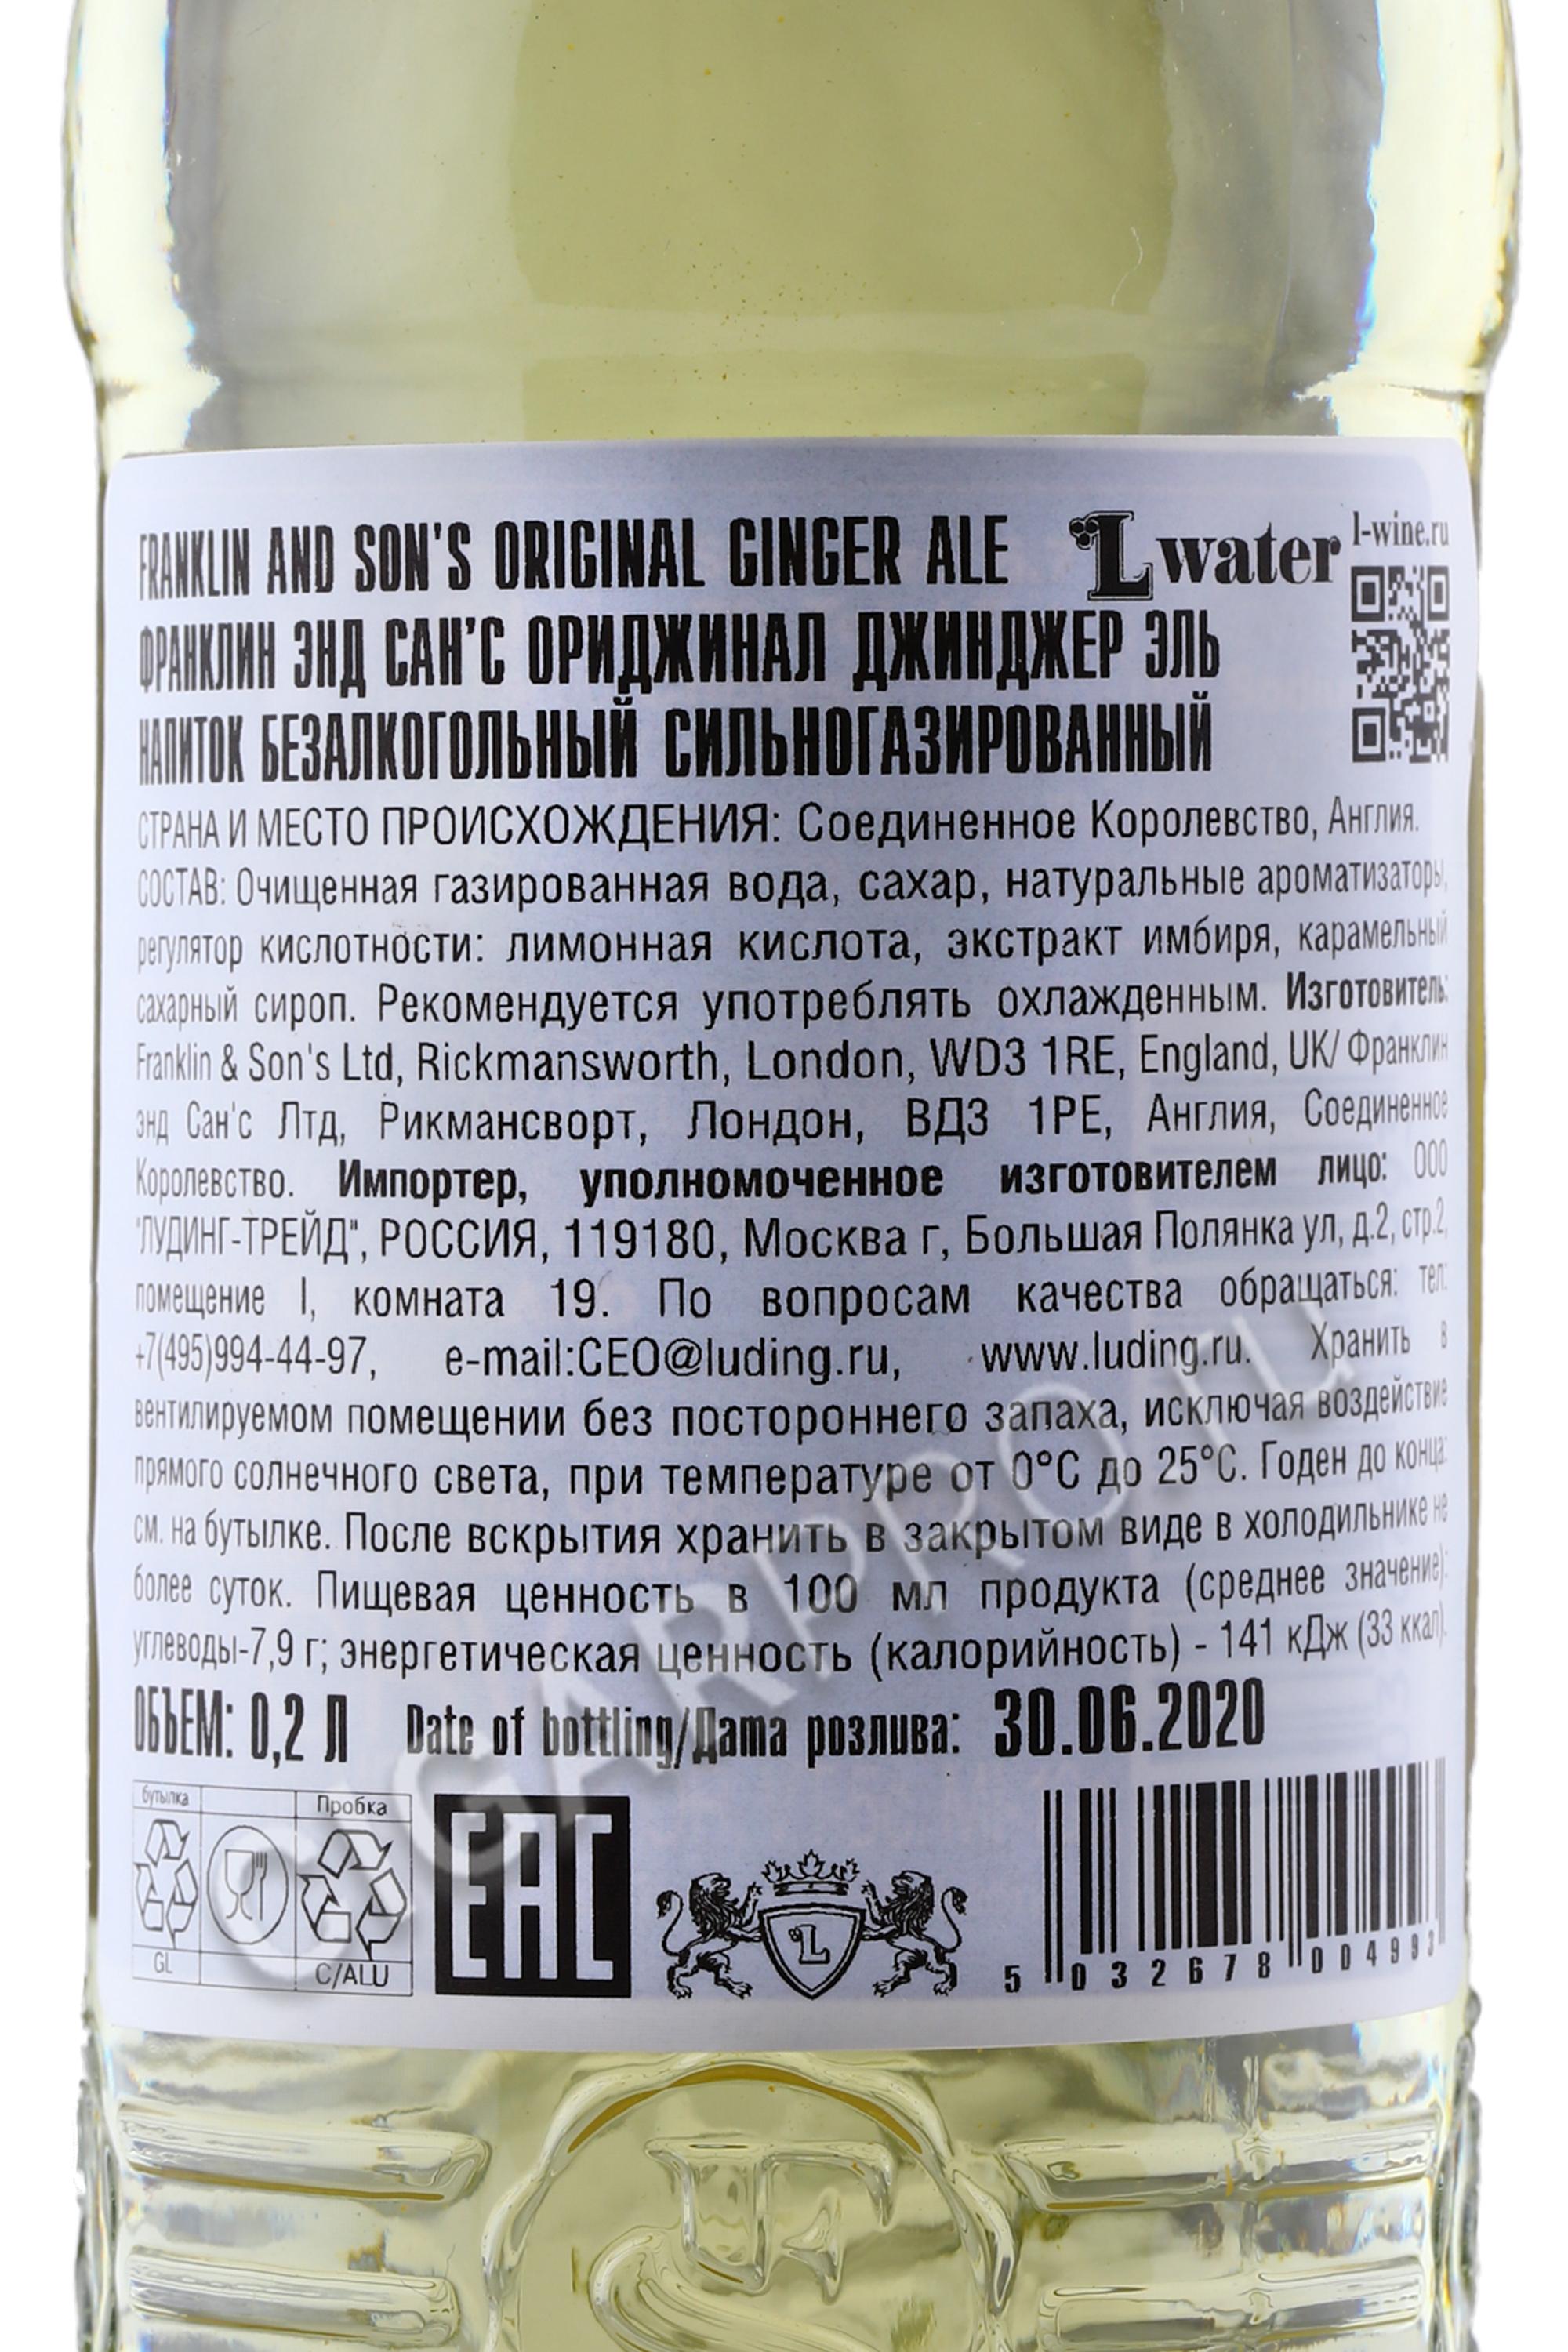 FRANKLIN AND SON'S ORIGINAL GINGER ALE
L water
l-wine.ru
ФРАНКЛИН ЭНД САН'С ОРИДЖИНАЛ ДЖИНДЖЕР ЭЛЬ
НАПИТОК БЕЗАЛКОГОЛЬНЫЙ СИЛЬНОГАЗИРОВАННЫЙ
СТРАНА И МЕСТО ПРОИСХОЖДЕНИЯ: Соединенное Королевство, Англия.
СОСТАВ: Очищенная газированная вода, сахар, натуральные ароматизаторы,
регулятор кислотности: лимонная кислота, экстракт имбиря, карамельный
сахарный сироп. Рекомендуется употреблять охлажденным. Изготовитель:
Franklin & Son's Ltd, Rickmansworth, London, WD3 1RE, England, UK/ Франклин
энд Сан'с Лтд, Рикмансворт, Лондон, ВД3 1РЕ, Англия, Соединенное
Королевство. Импортер, уполномоченное изготовителем лицо: ООО
"ЛУДИНГ-ТРЕЙД", РОССИЯ, 119180, Москва г, Большая Полянка ул, д.2, стр.2,
помещение I, комната 19. По вопросам качества обращаться: тел:
+7(495)994-44-97, e-mail:CEO@luding.ru, www.luding.ru. Хранить в
вентилируемом помещении без постороннего запаха, исключая воздействие
прямого солнечного света, при температуре от 0°С до 25°С. Годен до конца:
см. на бутылке. После вскрытия хранить в закрытом виде в холодильнике не
более суток. Пищевая ценность в 100 мл продукта (среднее значение):
углеводы-7,9 г; энергетическая ценность (калорийность) - 141 кДж (33 ккал).
ОБЪЕМ: 0,2 Л Date of bottling/Дата розлива: 30.06.2020
бутылка Пробка
GL C/ALU
EAC
L
5 032678 004993
CIGARPRO.ru